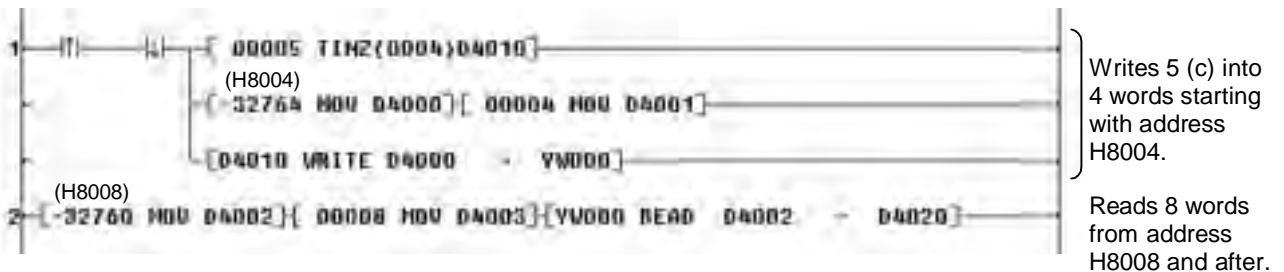 1 [ 00005 TINZ(0004)D4010]
Writes 5 (c) into
4 words starting
with address
H8004.
(H8004)
[-32764 MOV D4000][ 00004 MOV D4001]
[D4010 WRITE D4000 - YW000]
(H8008)
2 [-32760 MOV D4002][ 00008 MOV D4003][YW000 READ D4002 - D4020]
Reads 8 words
from address
H8008 and after.